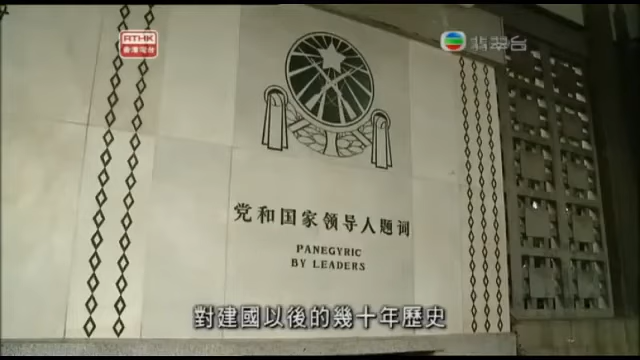 RTHK
香港電台
翡翠台
党和国家领导人题词
PANEGYRIC
BY LEADERS
對建國以後的幾十年歷史